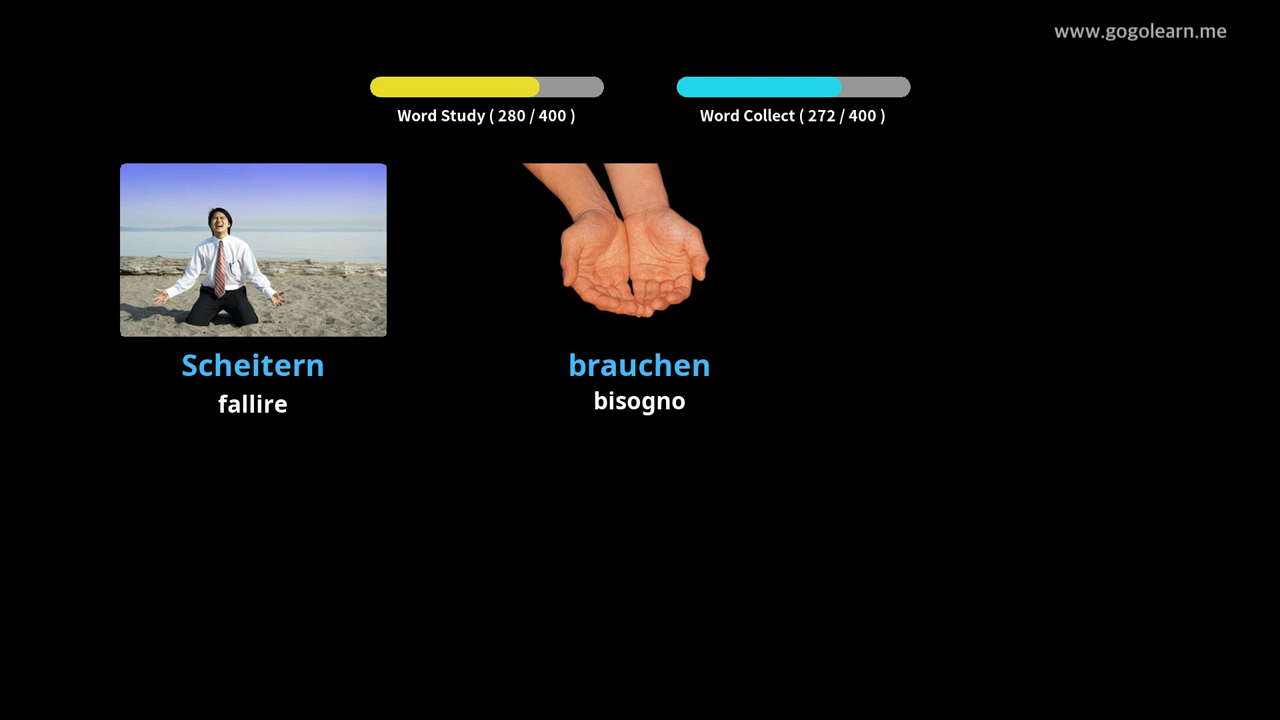 www.gogolearn.me
Word Study ( 280 / 400 )
Word Collect ( 272 / 400 )
Scheitern
fallire
brauchen
bisogno